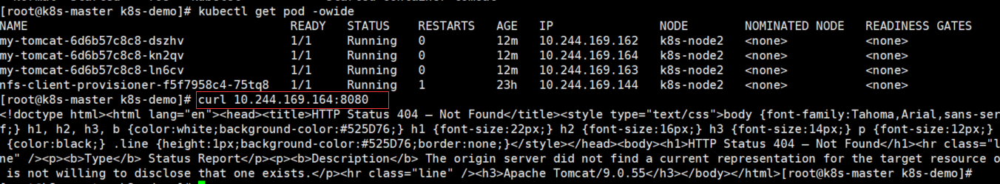 [root@k8s-master k8s-demo]# kubectl get pod -owide
NAME READY STATUS RESTARTS AGE IP NODE NOMINATED NODE READINESS GATES
my-tomcat-6d6b57c8c8-dszhv 1/1 Running 0 12m 10.244.169.162 k8s-node2 <none> <none>
my-tomcat-6d6b57c8c8-kn2qv 1/1 Running 0 12m 10.244.169.164 k8s-node2 <none> <none>
my-tomcat-6d6b57c8c8-ln6cv 1/1 Running 0 12m 10.244.169.163 k8s-node2 <none> <none>
nfs-client-provisioner-f5f7958c4-75tq8 1/1 Running 1 23h 10.244.169.144 k8s-node2 <none> <none>
[root@k8s-master k8s-demo]# curl 10.244.169.164:8080
<!doctype html><html lang="en"><head><title>HTTP Status 404 – Not Found</title><style type="text/css">body {font-family:Tahoma,Arial,sans-ser
f;} h1, h2, h3, b {color:white;background-color:#525D76;} h1 {font-size:22px;} h2 {font-size:16px;} h3 {font-size:14px;} p {font-size:12px;}
{color:black;} .line {height:1px;background-color:#525D76;border:none;}</style></head><body><h1>HTTP Status 404 – Not Found</h1><hr class="l
ne" /><p><b>Type</b> Status Report</p><p><b>Description</b> The origin server did not find a current representation for the target resource o
is not willing to disclose that one exists.</p><hr class="line" /><h3>Apache Tomcat/9.0.55</h3></body></html>[root@k8s-master k8s-demo]#